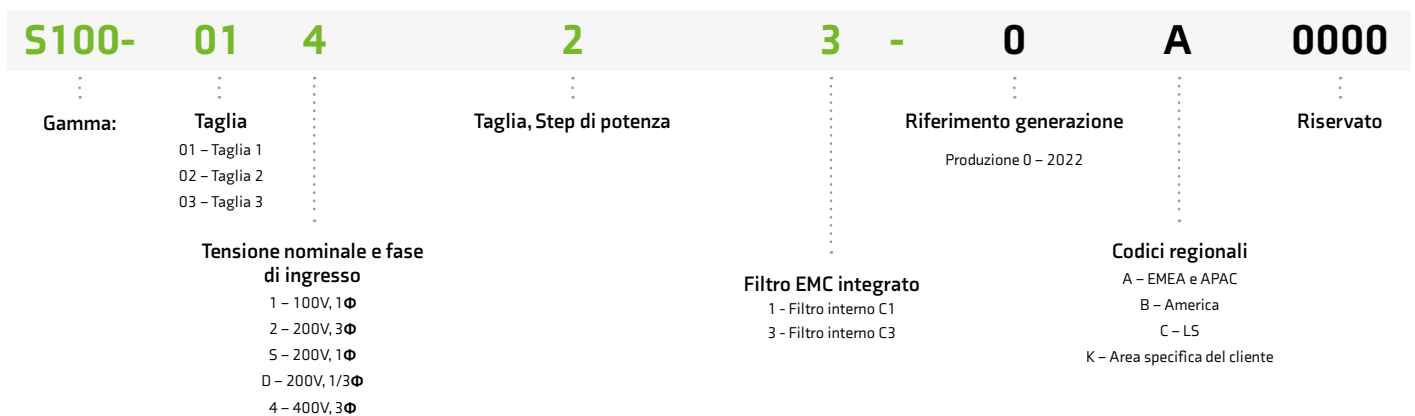 S100- 01 4 2 3 - 0 A 0000
Gamma:
Taglia
01 – Taglia 1
02 – Taglia 2
03 – Taglia 3
Taglia, Step di potenza
Riferimento generazione
Produzione 0 – 2022
Riservato
Tensione nominale e fase
di ingresso
1 – 100V, 1Φ
2 – 200V, 3Φ
S – 200V, 1Φ
D – 200V, 1/3Φ
4 – 400V, 3Φ
Filtro EMC integrato
1 - Filtro interno C1
3 - Filtro interno C3
Codici regionali
A – EMEA e APAC
B – America
C – LS
K – Area specifica del cliente